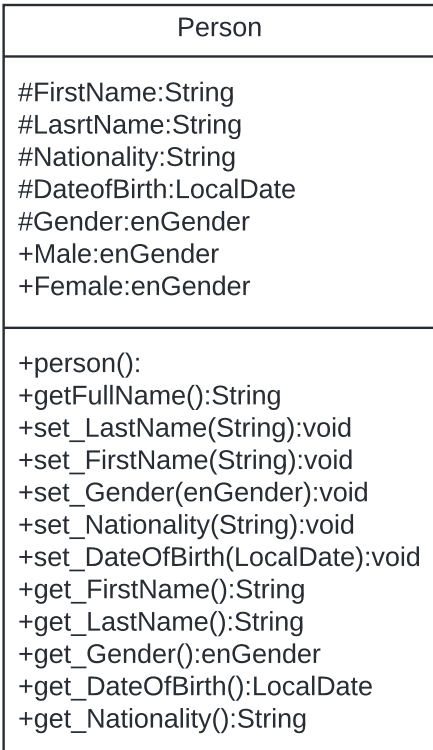 Person
#FirstName:String
#LasrtName:String
#Nationality:String
#DateofBirth:LocalDate
#Gender:enGender
+Male:enGender
+Female:enGender
+person():
+getFullName():String
+set_LastName(String):void
+set_FirstName(String):void
+set_Gender(enGender):void
+set_Nationality(String):void
+set_DateOfBirth(LocalDate):void
+get_FirstName():String
+get_LastName():String
+get_Gender():enGender
+get_DateOfBirth():LocalDate
+get_Nationality():String